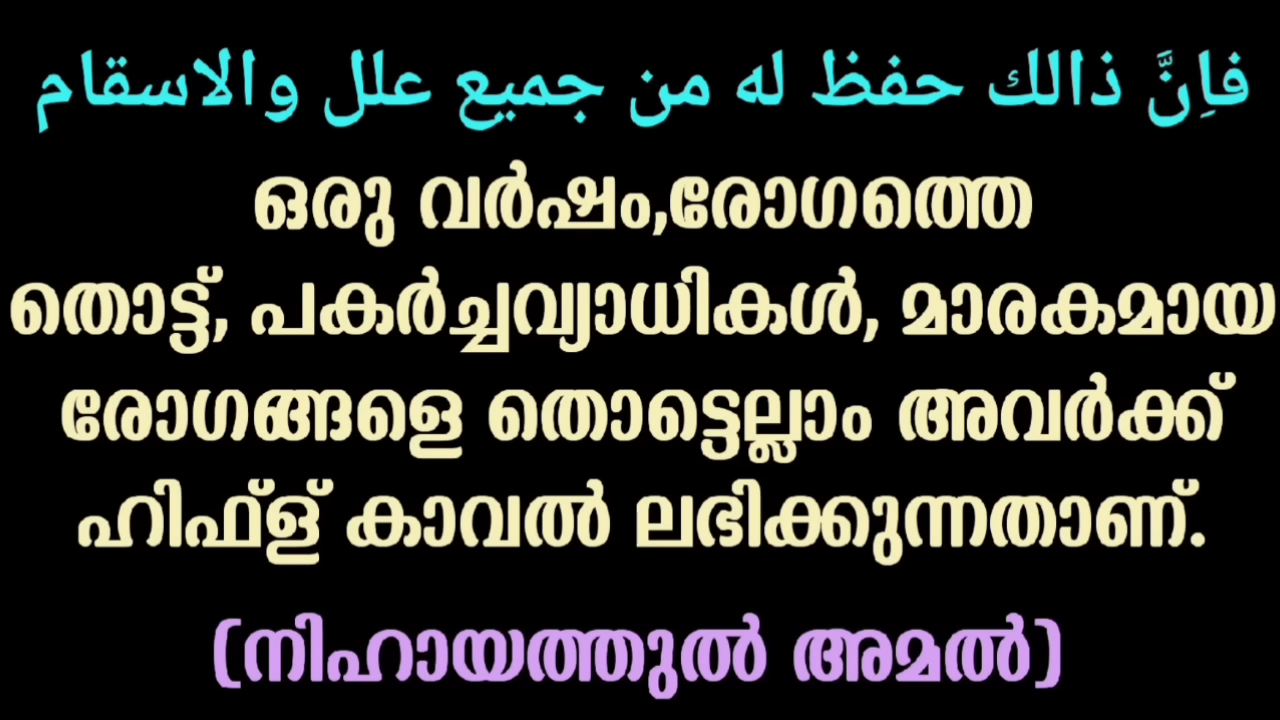 فاِنَّ ذالك حفظ له من جميع علل والاسقام
ഒരു വർഷം,രോഗത്തെ
തൊട്ട്, പകർച്ചവ്യാധികൾ, മാരകമായ
രോഗങ്ങളെ തൊട്ടെല്ലാം അവർക്ക്
ഹിഫ്ള് കാവൽ ലഭിക്കുന്നതാണ്.
(നിഹായത്തുൽ അമൽ)